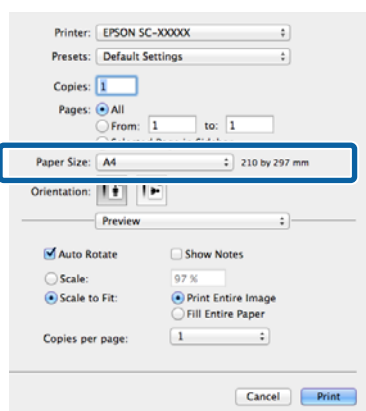 Printer: EPSON SC-XXXXX
Presets: Default Settings
Copies: 1
Pages: All
From: 1 to: 1
Paper Size: A4 210 by 297 mm
Orientation:
Preview
Auto Rotate Show Notes
Scale: 97 %
Scale to Fit: Print Entire Image
Fill Entire Paper
Copies per page: 1
Cancel Print